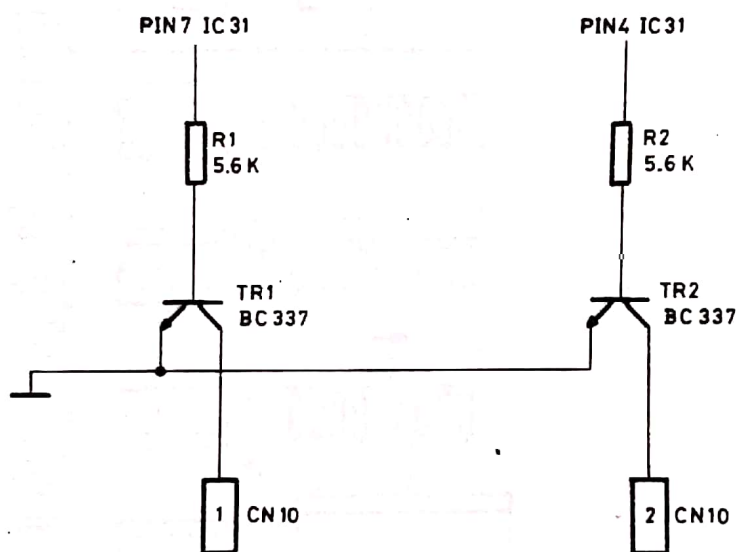 PIN7 IC31
PIN4 IC31
R1
5.6K
R2
5.6K
TR1
BC337
TR2
BC337
1 CN10
2 CN10